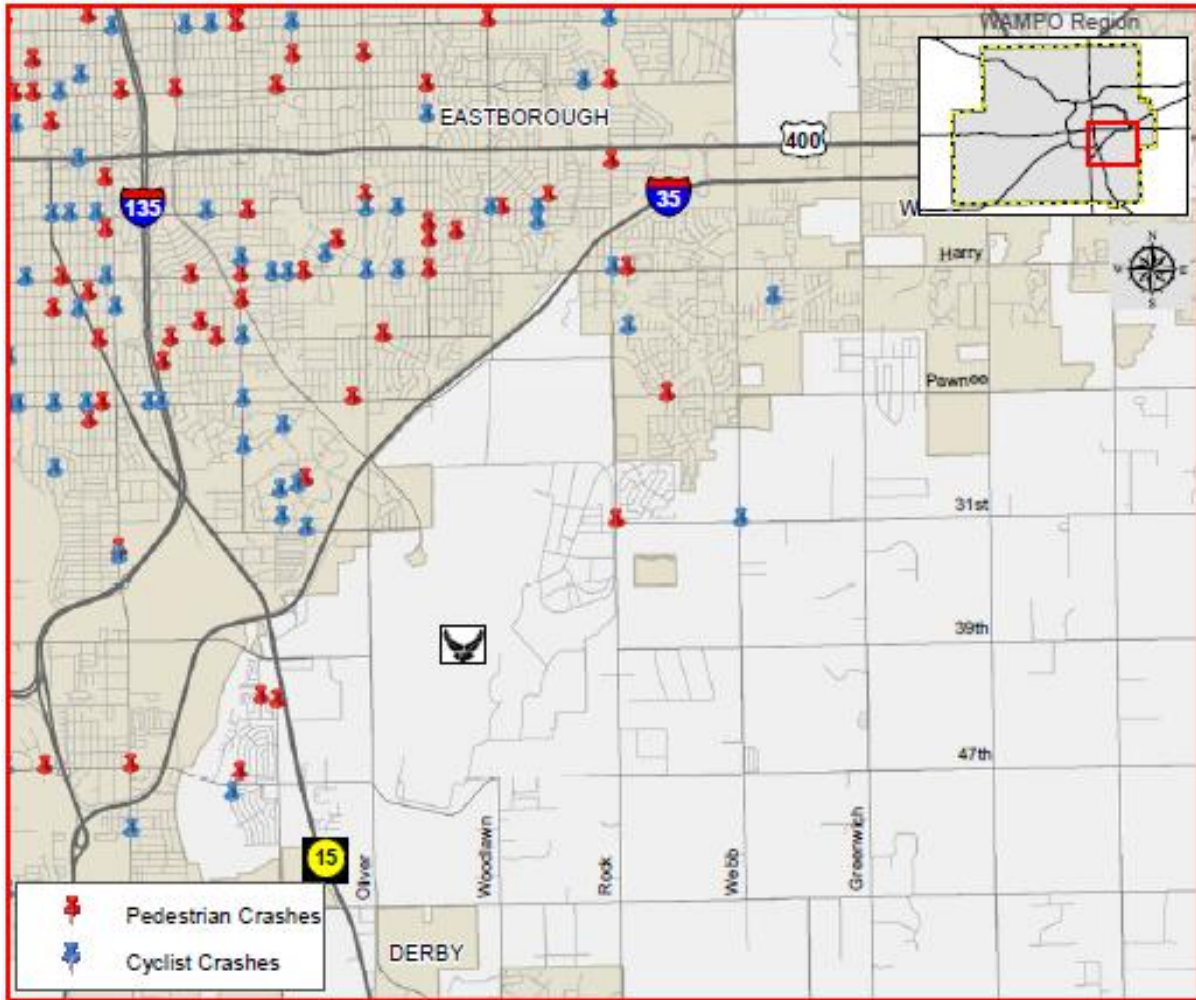 WAMPO Region
EASTBOROUGH
400
35
135
W
Harry
N
W
E
S
Pawnee
31st
39th
47th
15
Oliver
Woodlawn
Rock
Webb
Greenwich
Pedestrian Crashes
Cyclist Crashes
DERBY